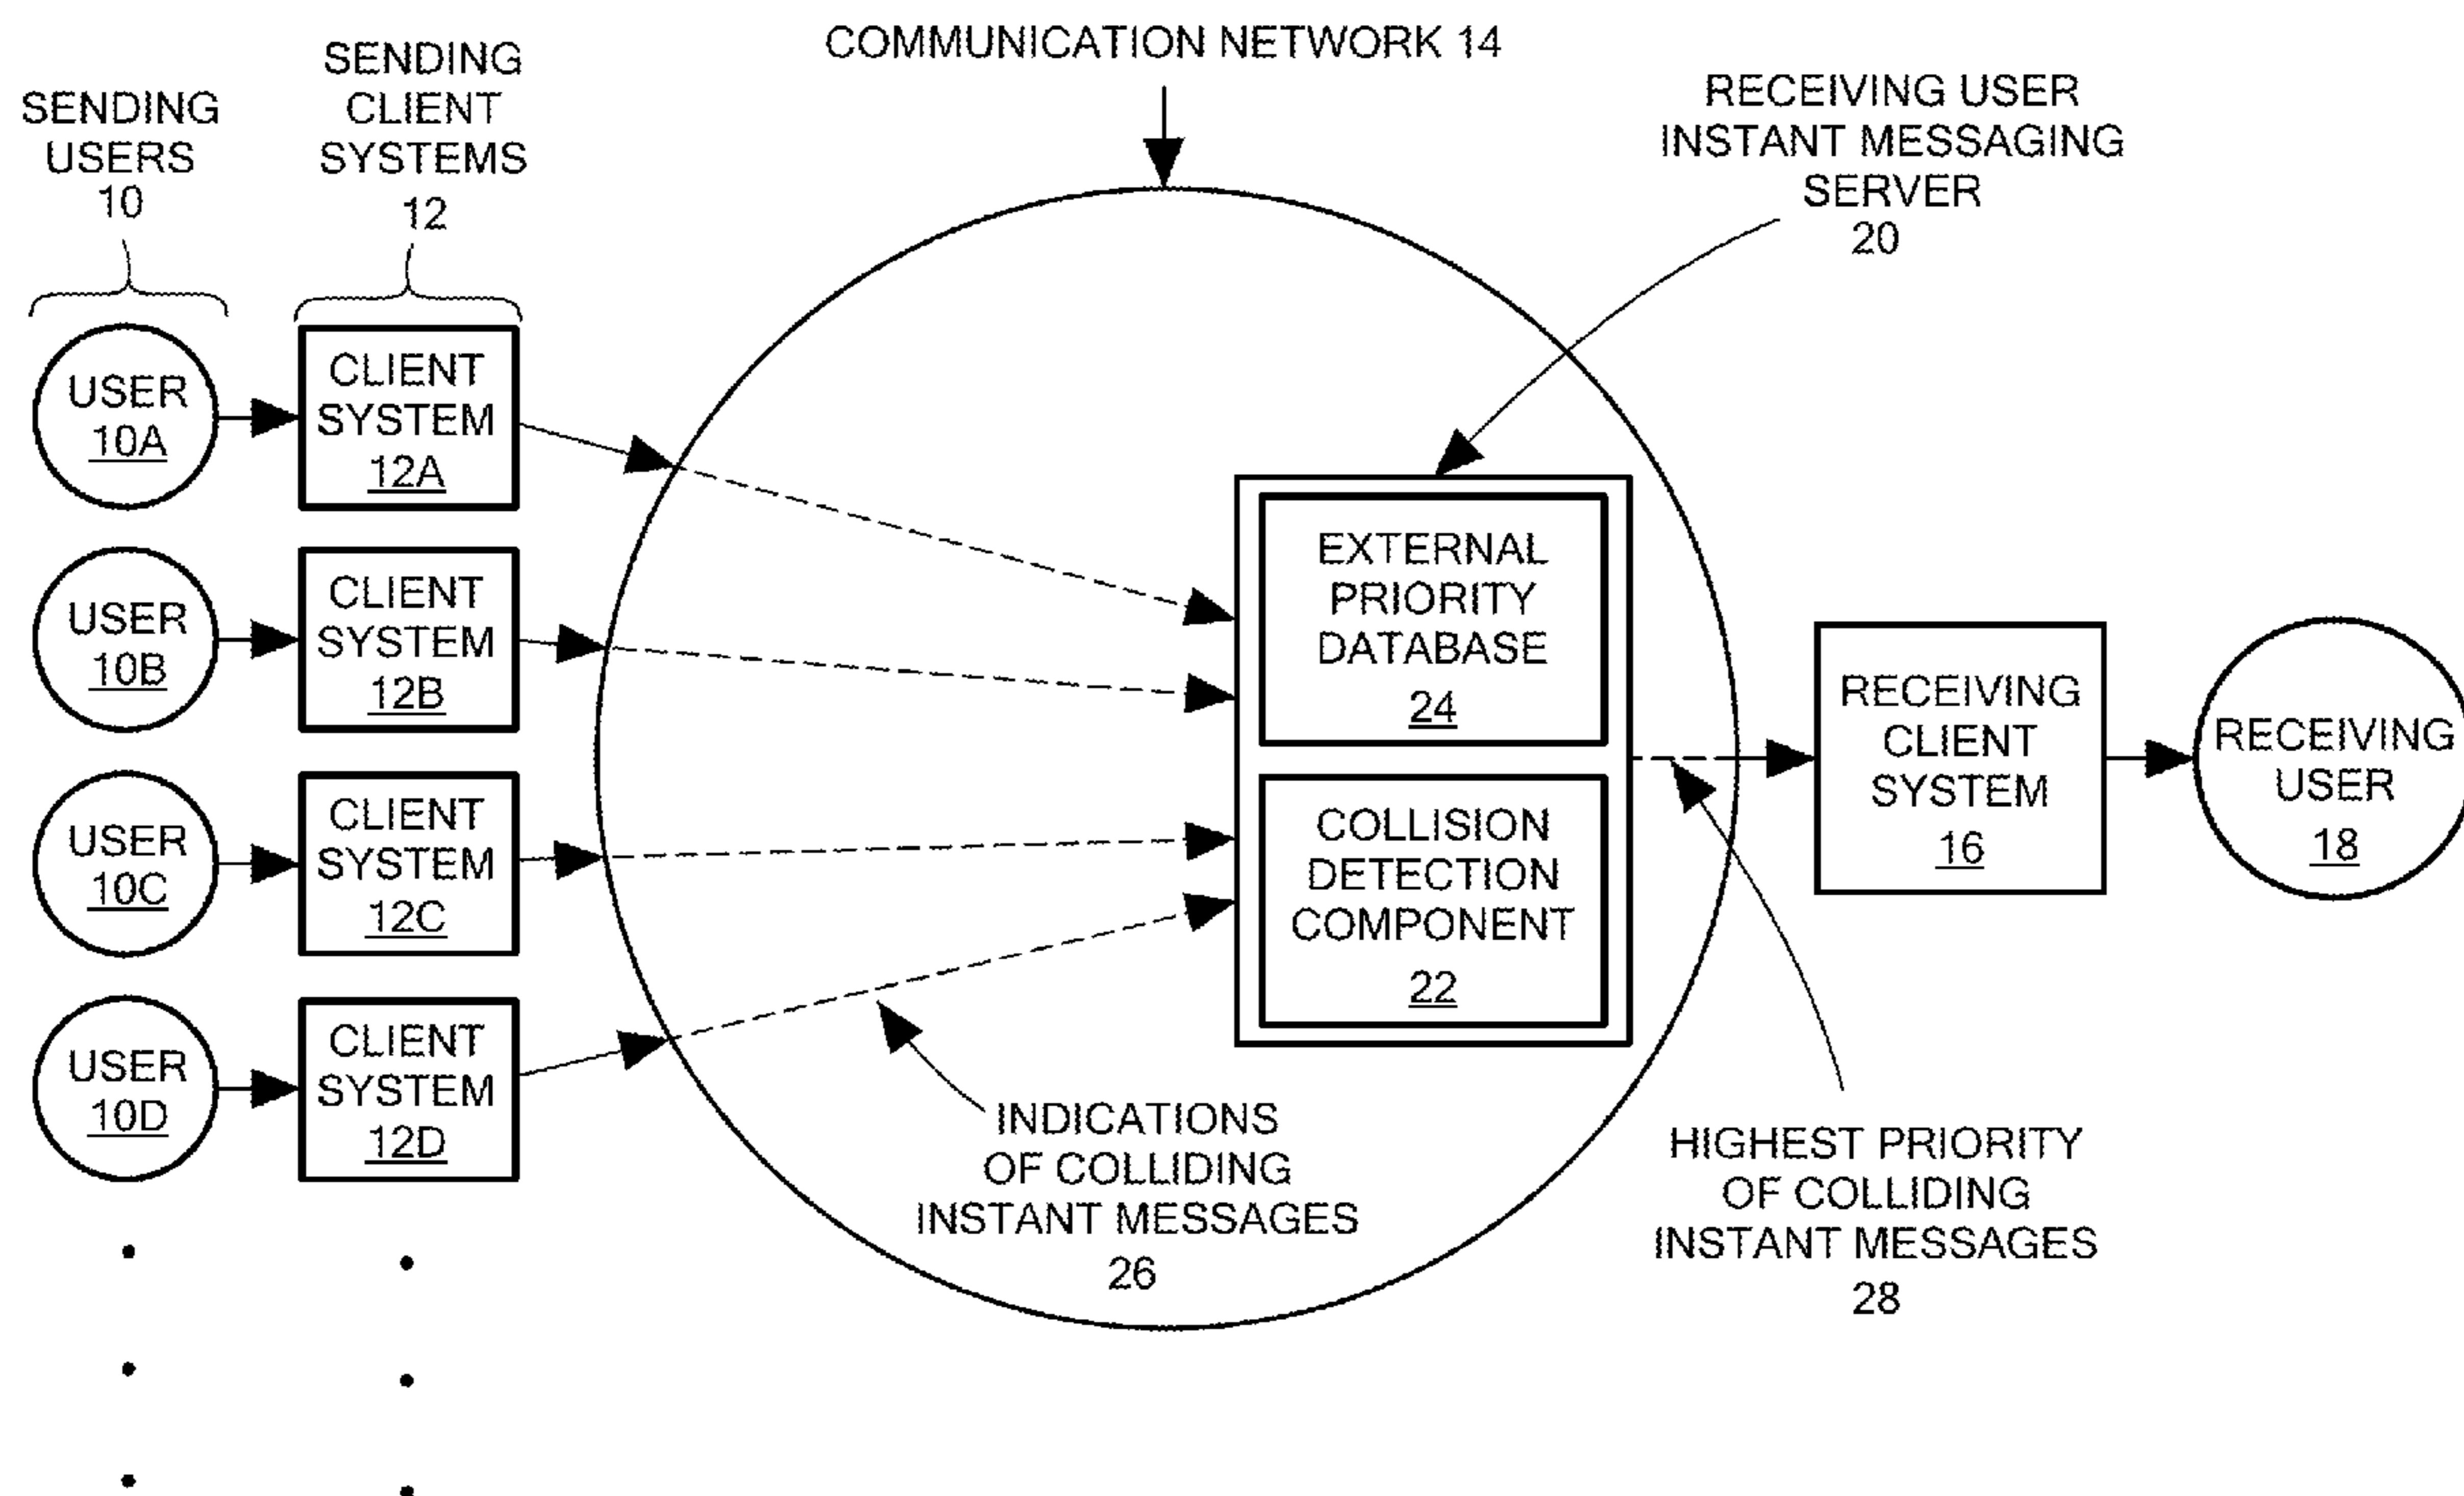 COMMUNICATION NETWORK 14
SENDING
USERS
10
SENDING
CLIENT
SYSTEMS
12
RECEIVING USER
INSTANT MESSAGING
SERVER
20
USER
10A
CLIENT
SYSTEM
12A
USER
10B
CLIENT
SYSTEM
12B
USER
10C
CLIENT
SYSTEM
12C
USER
10D
CLIENT
SYSTEM
12D
EXTERNAL
PRIORITY
DATABASE
24
COLLISION
DETECTION
COMPONENT
22
RECEIVING
CLIENT
SYSTEM
16
RECEIVING
USER
18
INDICATIONS
OF COLLIDING
INSTANT MESSAGES
26
HIGHEST PRIORITY
OF COLLIDING
INSTANT MESSAGES
28